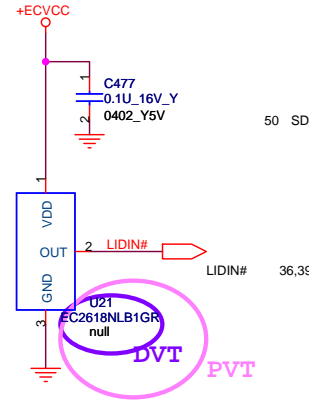 +ECVCC
1
C477
0.1U_16V_Y
2
0402_Y5V
50 SD
1
VDD
OUT
2
LIDIN#
GND
LIDIN#
36,39
3
U21
EC2618NLB1GR
null
DVT
PVT